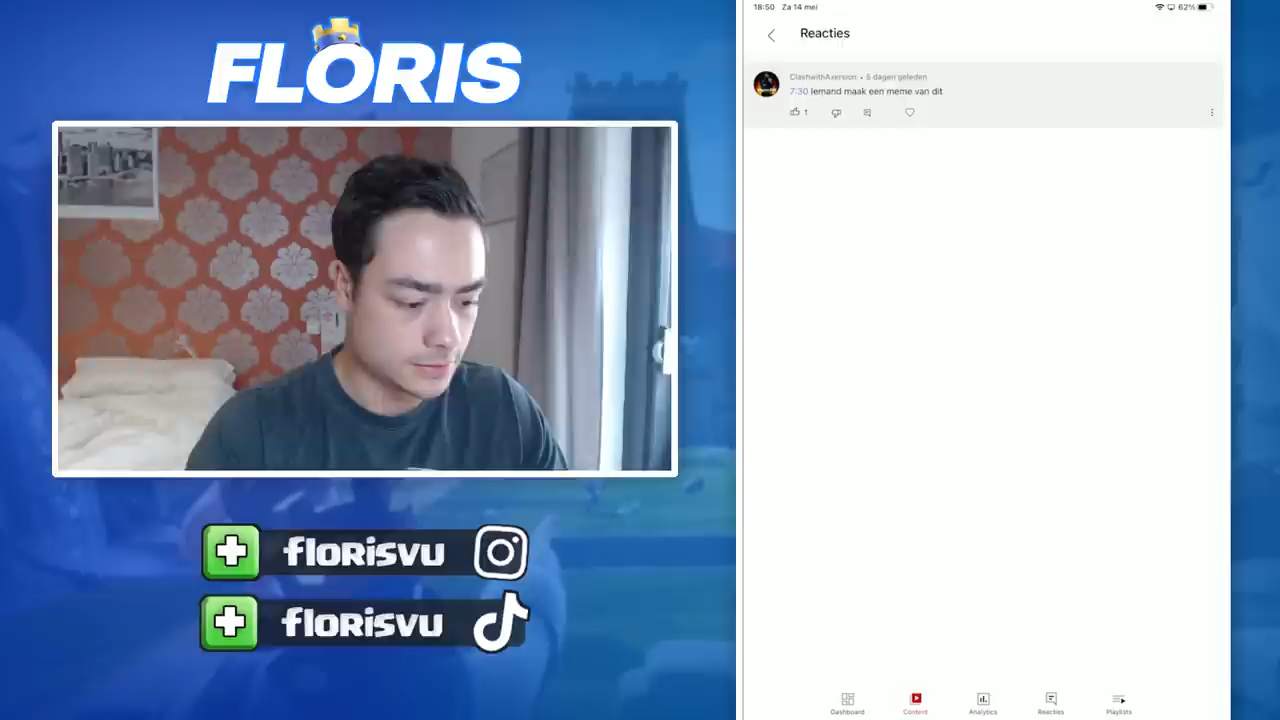 FLORIS
florisvu
florisvu
18:50 Za 14 mei
62%
Reacties
ClashwithAxersion • 5 dagen geleden
7:30 Iemand maak een meme van dit
1
Dashboard
Content
Analytics
Reacties
Playlists